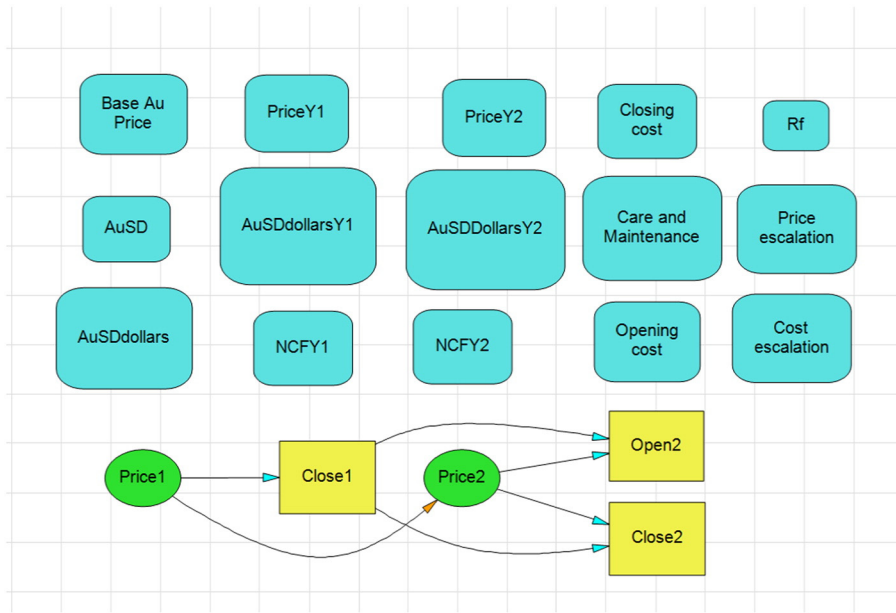 Base Au
Price
PriceY1
PriceY2
Closing
cost
Rf
AuSD
AuSDdollarsY1
AuSDDollarsY2
Care and
Maintenance
Price
escalation
AuSDdollars
NCFY1
NCFY2
Opening
cost
Cost
escalation
Price1
Close1
Price2
Open2
Close2